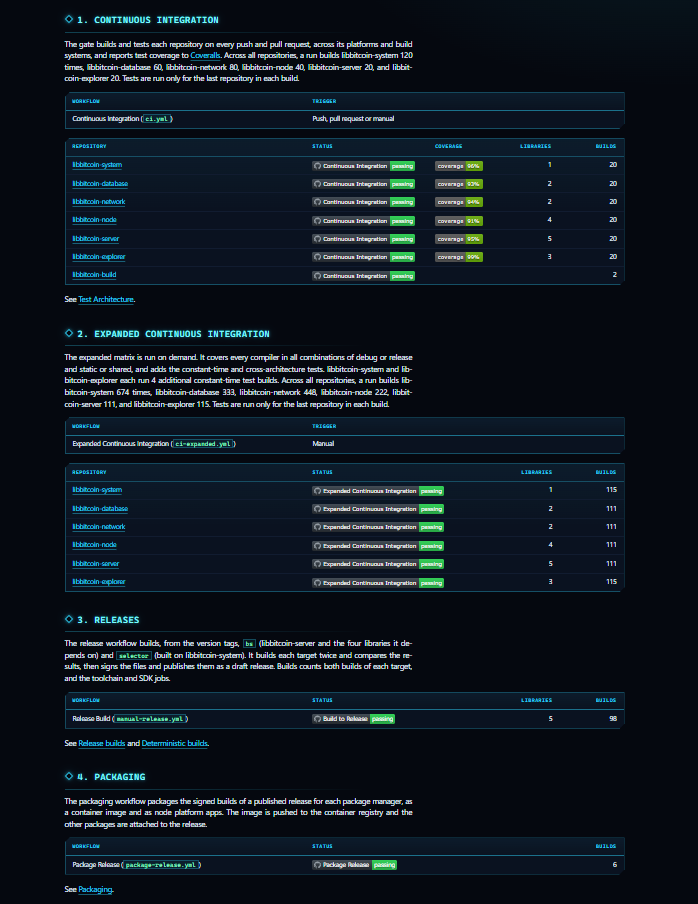 1. CONTINUOUS INTEGRATION
The gate builds and tests each repository on every push and pull request, across its platforms and build
systems, and reports test coverage to Coveralls. Across all repositories, a run builds libbitcoin-system 120
times, libbitcoin-database 60, libbitcoin-network 80, libbitcoin-node 40, libbitcoin-server 20, and libbit-
coin-explorer 20. Tests are run only for the last repository in each build.
WORKFLOW TRIGGER
Continuous Integration (ci.yml) Push, pull request or manual
REPOSITORY STATUS COVERAGE LIBRARIES BUILDS
libbitcoin-system Continuous Integration passing coverage 96% 1 20
libbitcoin-database Continuous Integration passing coverage 93% 2 20
libbitcoin-network Continuous Integration passing coverage 94% 2 20
libbitcoin-node Continuous Integration passing coverage 91% 4 20
libbitcoin-server Continuous Integration passing coverage 95% 5 20
libbitcoin-explorer Continuous Integration passing coverage 99% 3 20
libbitcoin-build Continuous Integration passing 2
See Test Architecture.
2. EXPANDED CONTINUOUS INTEGRATION
The expanded matrix is run on demand. It covers every compiler in all combinations of debug or release
and static or shared, and adds the constant-time and cross-architecture tests. libbitcoin-system and lib-
bitcoin-explorer each run 4 additional constant-time test builds. Across all repositories, a run builds lib-
bitcoin-system 674 times, libbitcoin-database 333, libbitcoin-network 448, libbitcoin-node 222, libbit-
coin-server 111, and libbitcoin-explorer 115. Tests are run only for the last repository in each build.
WORKFLOW TRIGGER
Expanded Continuous Integration (ci-expanded.yml) Manual
REPOSITORY STATUS LIBRARIES BUILDS
libbitcoin-system Expanded Continuous Integration passing 1 115
libbitcoin-database Expanded Continuous Integration passing 2 111
libbitcoin-network Expanded Continuous Integration passing 2 111
libbitcoin-node Expanded Continuous Integration passing 4 111
libbitcoin-server Expanded Continuous Integration passing 5 111
libbitcoin-explorer Expanded Continuous Integration passing 3 115
3. RELEASES
The release workflow builds, from the version tags, bs (libbitcoin-server and the four libraries it de-
pends on) and selector (built on libbitcoin-system). It builds each target twice and compares the re-
sults, then signs the files and publishes them as a draft release. Builds counts both builds of each target,
and the toolchain and SDK jobs.
WORKFLOW STATUS LIBRARIES BUILDS
Release Build (manual-release.yml) Build to Release passing 5 98
See Release builds and Deterministic builds.
4. PACKAGING
The packaging workflow packages the signed builds of a published release for each package manager, as
a container image and as node platform apps. The image is pushed to the container registry and the
other packages are attached to the release.
WORKFLOW STATUS BUILDS
Package Release (package-release.yml) Package Release passing 6
See Packaging.